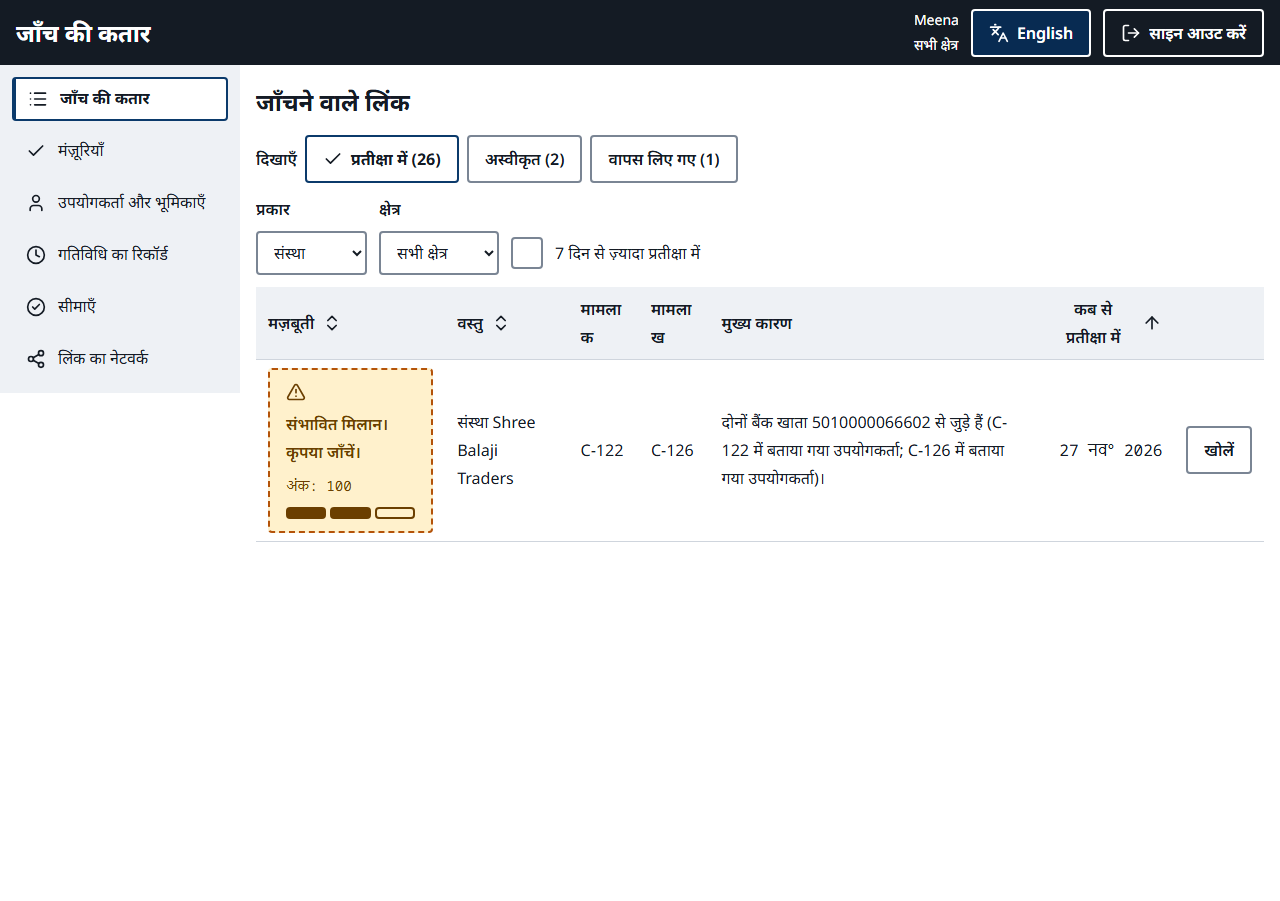 जाँच की कतार
Meena
सभी क्षेत्र
English
साइन आउट करें
जाँच की कतार
मंज़ूरियाँ
उपयोगकर्ता और भूमिकाएँ
गतिविधि का रिकॉर्ड
सीमाएँ
लिंक का नेटवर्क
जाँचने वाले लिंक
दिखाएँ प्रतीक्षा में (26) अस्वीकृत (2) वापस लिए गए (1)
प्रकार क्षेत्र
संस्था सभी क्षेत्र 7 दिन से ज़्यादा प्रतीक्षा में
मज़बूती वस्तु मामला क मामला ख मुख्य कारण कब से प्रतीक्षा में
संभावित मिलान।
कृपया जाँचें।
अंक: 100
संस्था Shree
Balaji
Traders
C-122
C-126
दोनों बैंक खाता 5010000066602 से जुड़े हैं (C-
122 में बताया गया उपयोगकर्ता; C-126 में बताया
गया उपयोगकर्ता)।
27 नव° 2026
खोलें